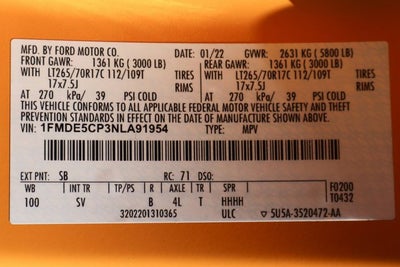 MFD. BY FORD MOTOR CO. 01/22 GVWR: 2631 KG (5800 LB)
FRONT GAWR: 1361 KG (3000 LB) REAR GAWR: 1361 KG (3000 LB)
WITH LT265/70R17C 112/109T TIRES WITH LT265/70R17C 112/109T TIRES
17x7.5J RIMS 17x7.5J RIMS
AT 270 kPa/ 39 PSI COLD AT 270 kPa/ 39 PSI COLD
THIS VEHICLE CONFORMS TO ALL APPLICABLE FEDERAL MOTOR VEHICLE SAFETY AND BUMPER
STANDARDS IN EFFECT ON THE DATE OF MANUFACTURE SHOWN ABOVE.
VIN: 1FMDE5CP3NLA91954 TYPE: MPV
EXT PNT: SB RC: 71 DSO:
WB INT TR TP/PS R AXLE TR SPR F0200
100 SV B 4L T HHHH T0432
3202201310365 ULC ▽ 5U5A-3520472-AA